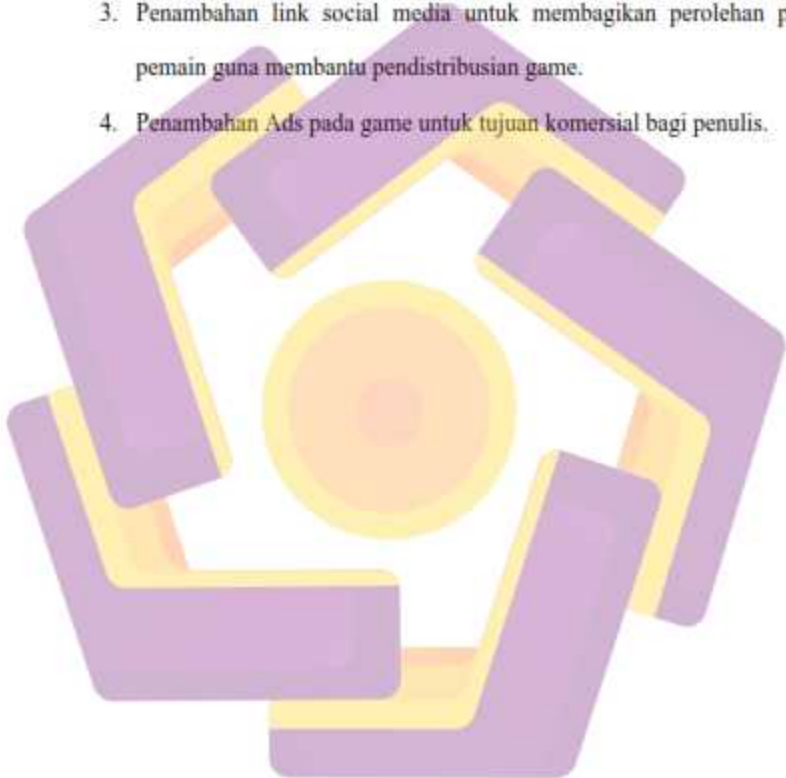 3. Penambahan link social media untuk membagikan perolehan
pemain guna membantu pendistribusian game.
4. Penambahan Ads pada game untuk tujuan komersial bagi penulis.